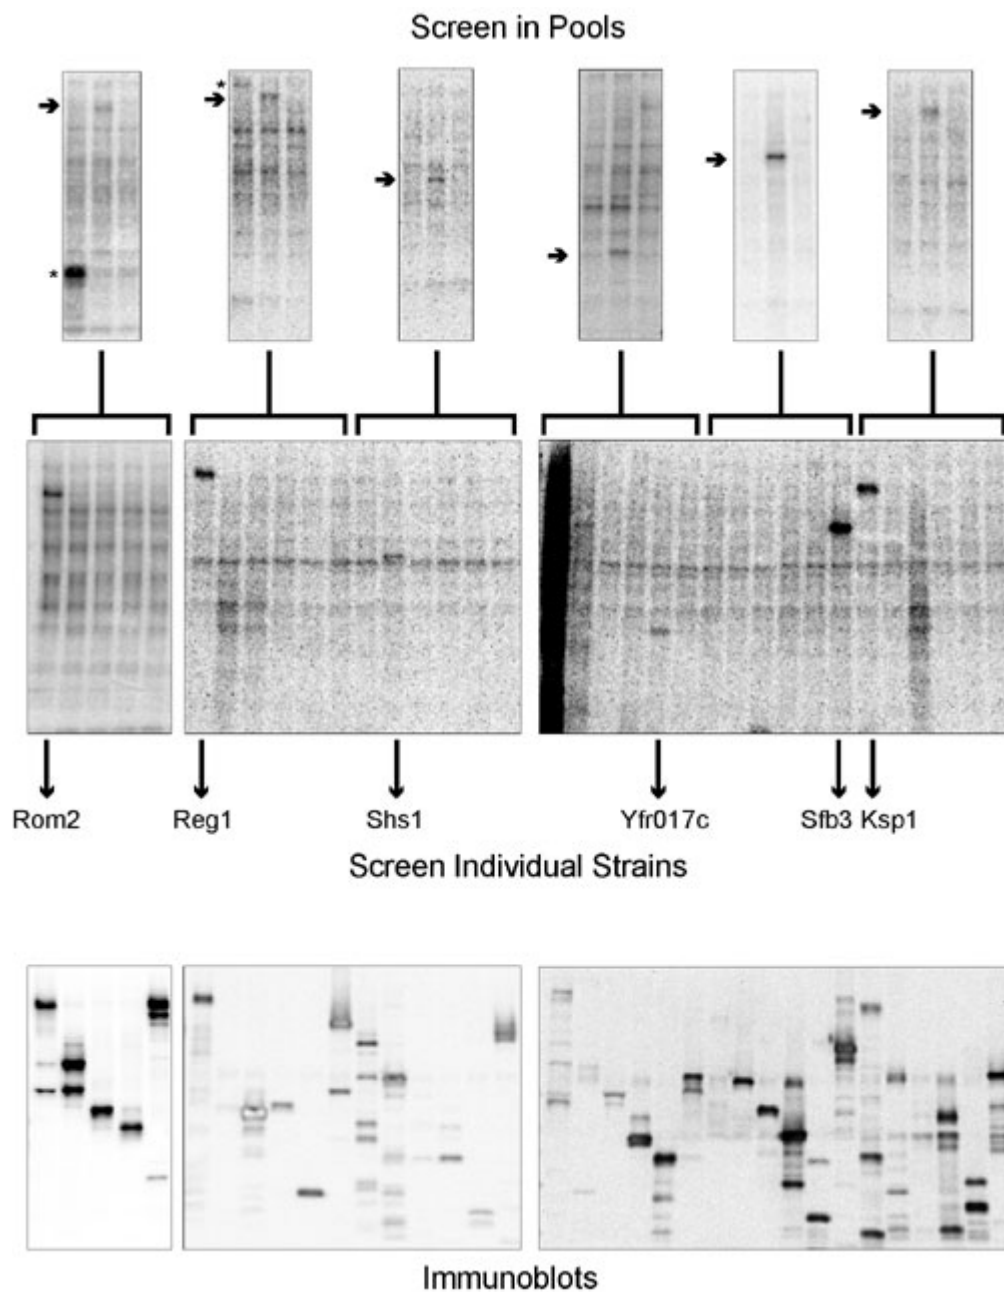 Screen in Pools
*
*
Rom2 Reg1 Shs1 Yfr017c Sfb3 Ksp1
Screen Individual Strains
Immunoblots